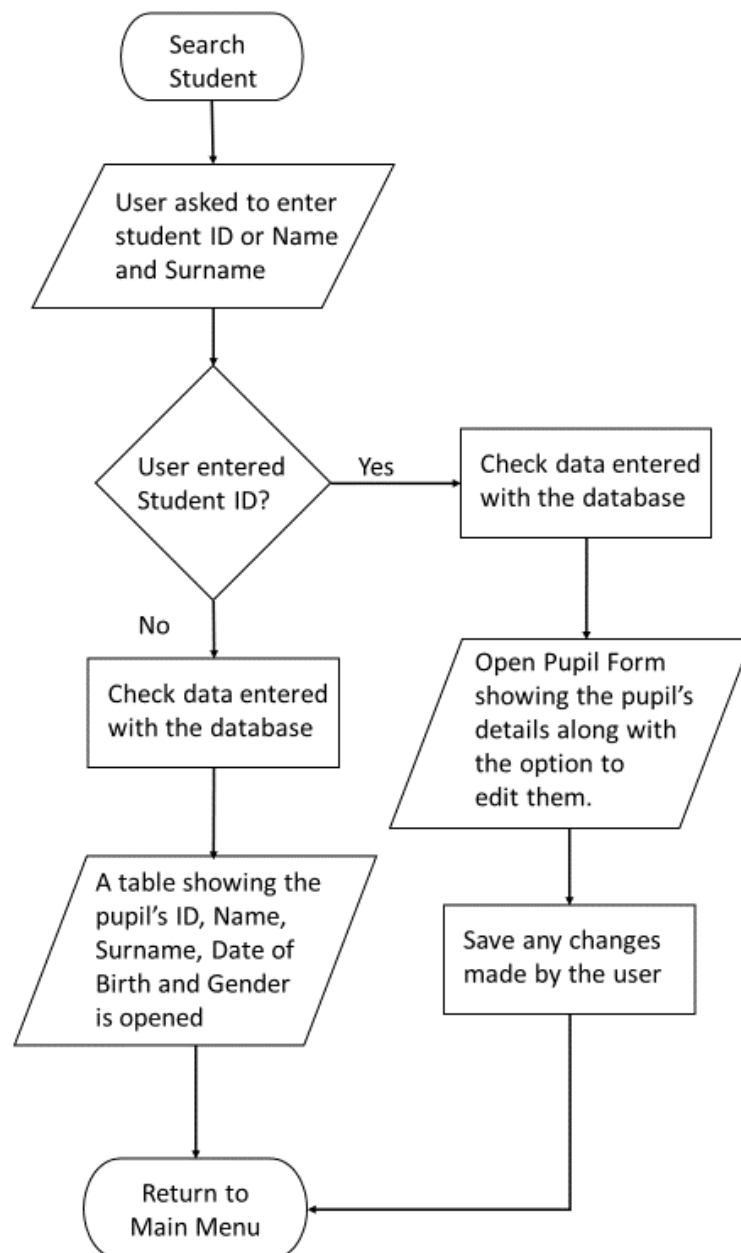 Search
Student
User asked to enter
student ID or Name
and Surname
User entered
Student ID?
Yes
Check data entered
with the database
Open Pupil Form
showing the pupil’s
details along with
the option to
edit them.
Save any changes
made by the user
No
Check data entered
with the database
A table showing the
pupil’s ID, Name,
Surname, Date of
Birth and Gender
is opened
Return to
Main Menu